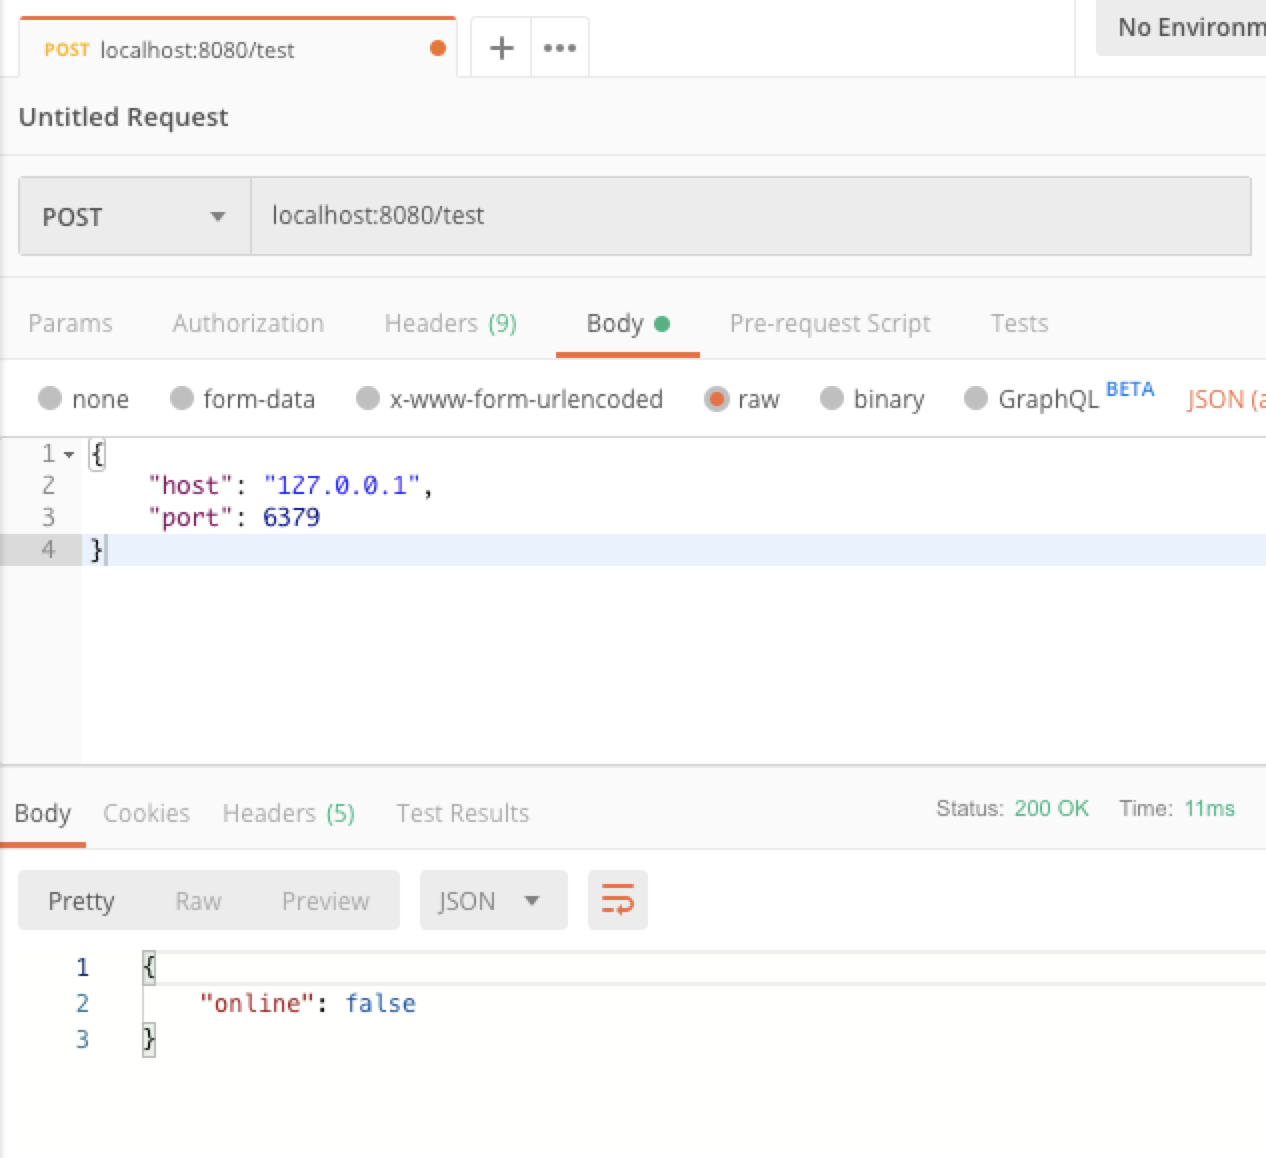 POST localhost:8080/test
No Environm
Untitled Request
POST localhost:8080/test
Params Authorization Headers (9) Body Pre-request Script Tests
none form-data x-www-form-urlencoded raw binary GraphQL BETA JSON (a
1 {
2 "host": "127.0.0.1",
3 "port": 6379
4 }
Body Cookies Headers (5) Test Results Status: 200 OK Time: 11ms
Pretty Raw Preview JSON
1 {
2 "online": false
3 }